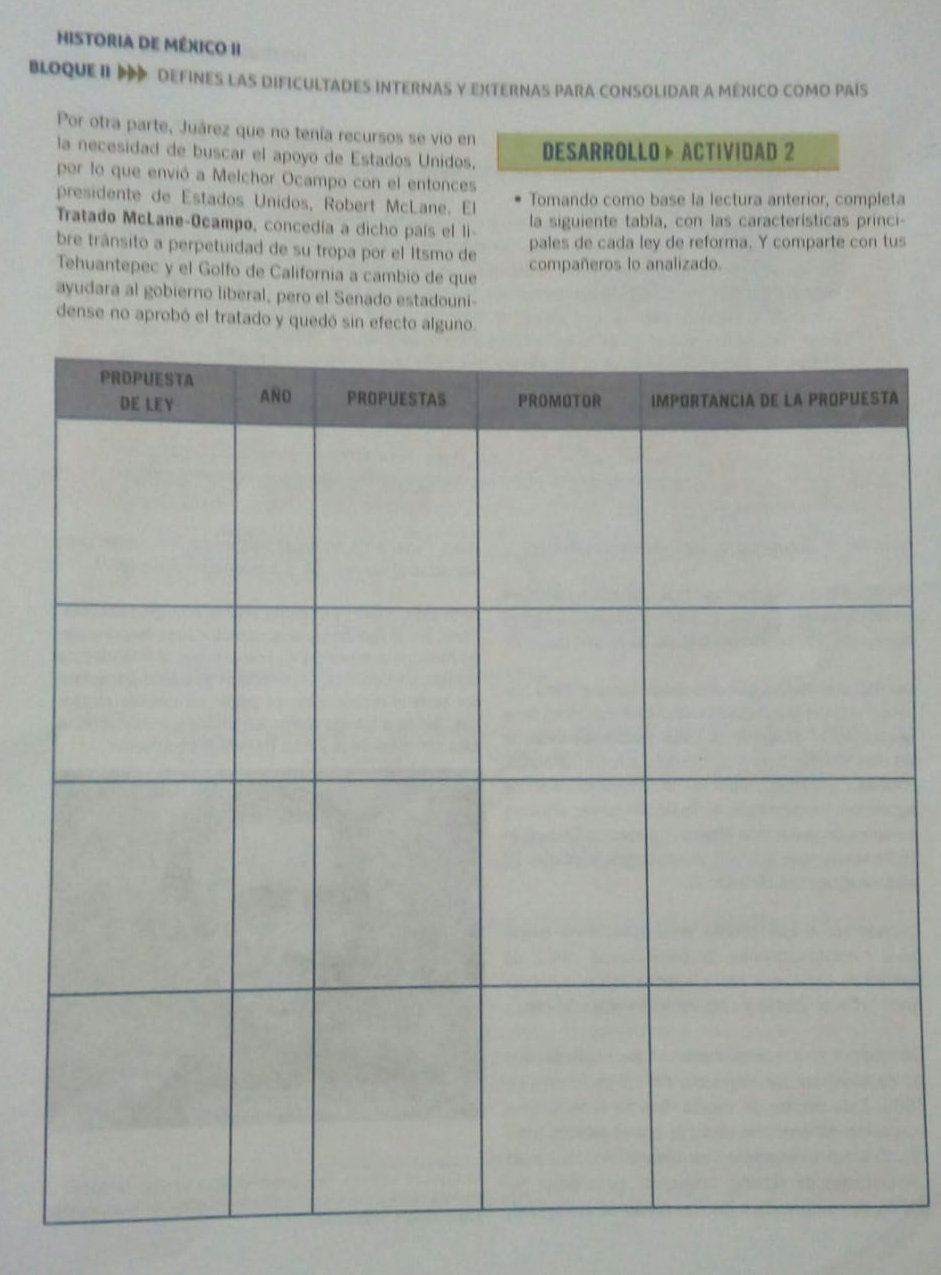 HISTORIA DE MÉXICO II
BLOQUE II DEFINES LAS DIFICULTADES INTERNAS Y EXTERNAS PARA CONSOLIDAR A MÉXICO COMO PAÍS
Por otra parte, Juárez que no tenía recursos se vio en
la necesidad de buscar el apoyo de Estados Unidos,
por lo que envió a Melchor Ocampo con el entonces
presidente de Estados Unidos, Robert McLane. El
Tratado McLane-Ocampo, concedía a dicho país el li-
bre tránsito a perpetuidad de su tropa por el Itsmo de
Tehuantepec y el Golfo de California a cambio de que
ayudara al gobierno liberal, pero el Senado estadouni-
dense no aprobó el tratado y quedó sin efecto alguno.
DESARROLLO ACTIVIDAD 2
• Tomando como base la lectura anterior, completa
la siguiente tabla, con las características princi-
pales de cada ley de reforma. Y comparte con tus
compañeros lo analizado.
PROPUESTA
DE LEY
AÑO
PROPUESTAS
PROMOTOR
IMPORTANCIA DE LA PROPUESTA